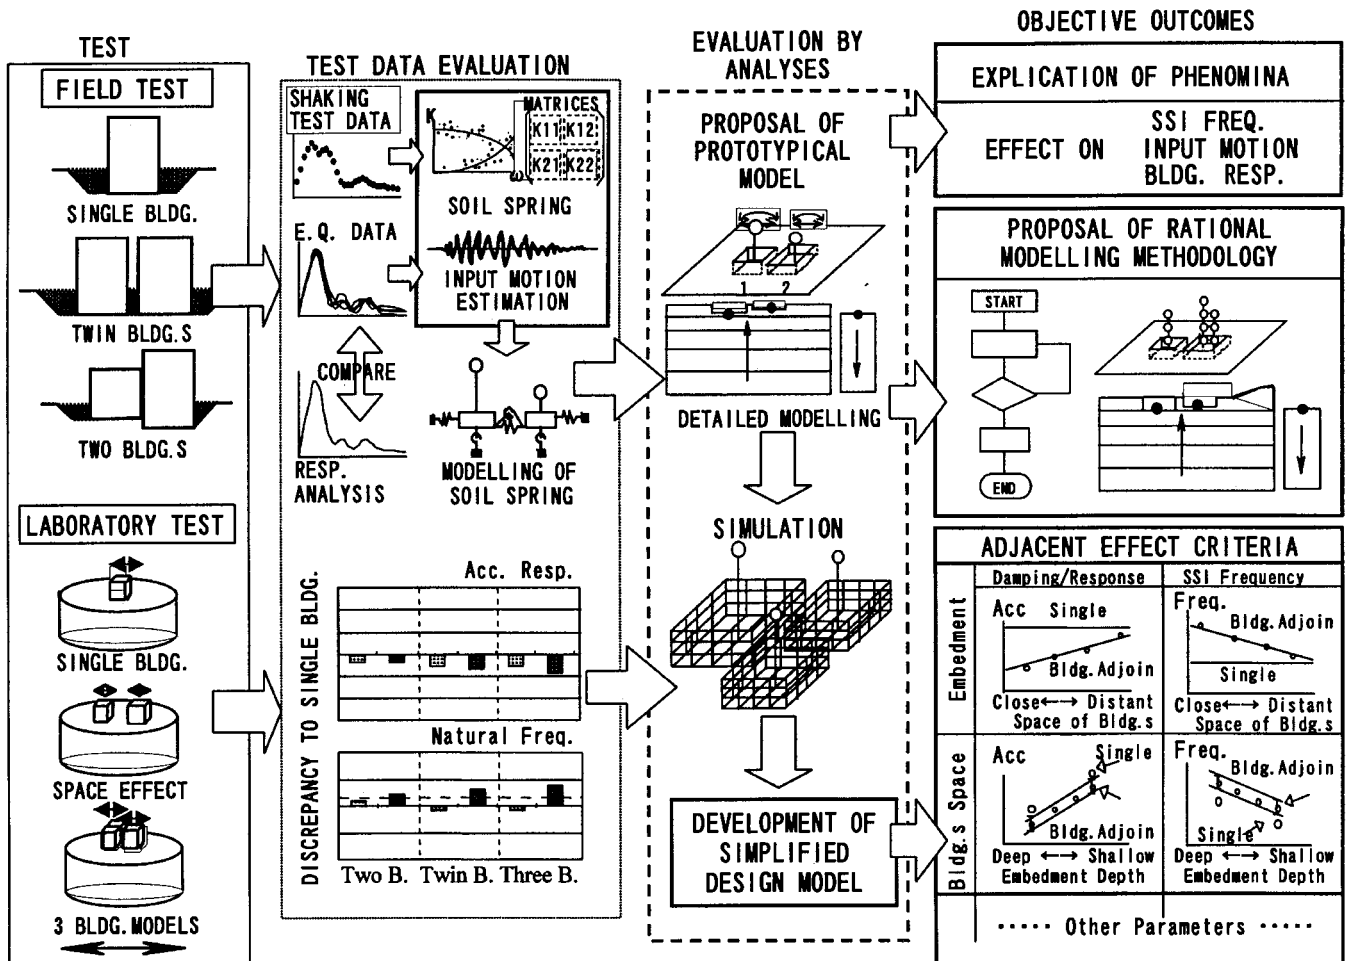 TEST
FIELD TEST
SINGLE BLDG.
TWIN BLDG.S
TWO BLDG.S
LABORATORY TEST
SINGLE BLDG.
SPACE EFFECT
3 BLDG.MODELS
TEST DATA EVALUATION
SHAKING
TEST DATA
K
ω
MATRICES
K11 K12
K21 K22
SOIL SPRING
E.Q. DATA
INPUT MOTION
ESTIMATION
COMPARE
RESP.
ANALYSIS
MODELLING OF
SOIL SPRING
DISCREPANCY TO SINGLE BLDG.
Acc. Resp.
Natural Freq.
Two B. Twin B. Three B.
EVALUATION BY
ANALYSES
PROPOSAL OF
PROTOTYPICAL
MODEL
1 2
DETAILED MODELLING
SIMULATION
DEVELOPMENT OF
SIMPLIFIED
DESIGN MODEL
OBJECTIVE OUTCOMES
EXPLICATION OF PHENOMINA
EFFECT ON
SSI FREQ.
INPUT MOTION
BLDG. RESP.
PROPOSAL OF RATIONAL
MODELLING METHODOLOGY
START
END
ADJACENT EFFECT CRITERIA
Damping/Response
SSI Frequency
Embedment
Acc Single
Bldg.Adjoin
Close←→ Distant
Space of Bldg.s
Freq.
Bldg.Adjoin
Single
Close←→ Distant
Space of Bldg.s
Bldg.s Space
Acc Single
Bldg.Adjoin
Deep ←→ Shallow
Embedment Depth
Freq.
Bldg.Adjoin
Single
Deep ←→ Shallow
Embedment Depth
····· Other Parameters ·····